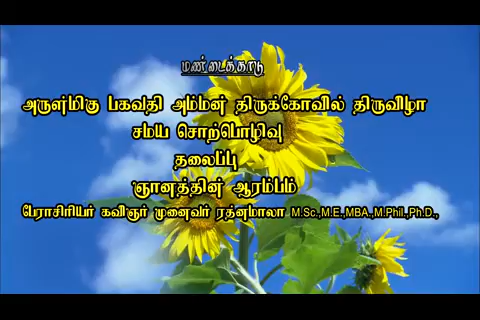 மண்டைக்காடு
அருள்மிகு பகவதி அம்மன் திருக்கோவில் திருவிழா
சமய சொற்பொழிவு
தலைப்பு
ஞானத்தின் ஆரம்பம்
பேராசிரியர் கவிஞர் முனைவர் ரத்னமாலா M.Sc.,M.E.,MBA.,M.Phil.,Ph.D.,